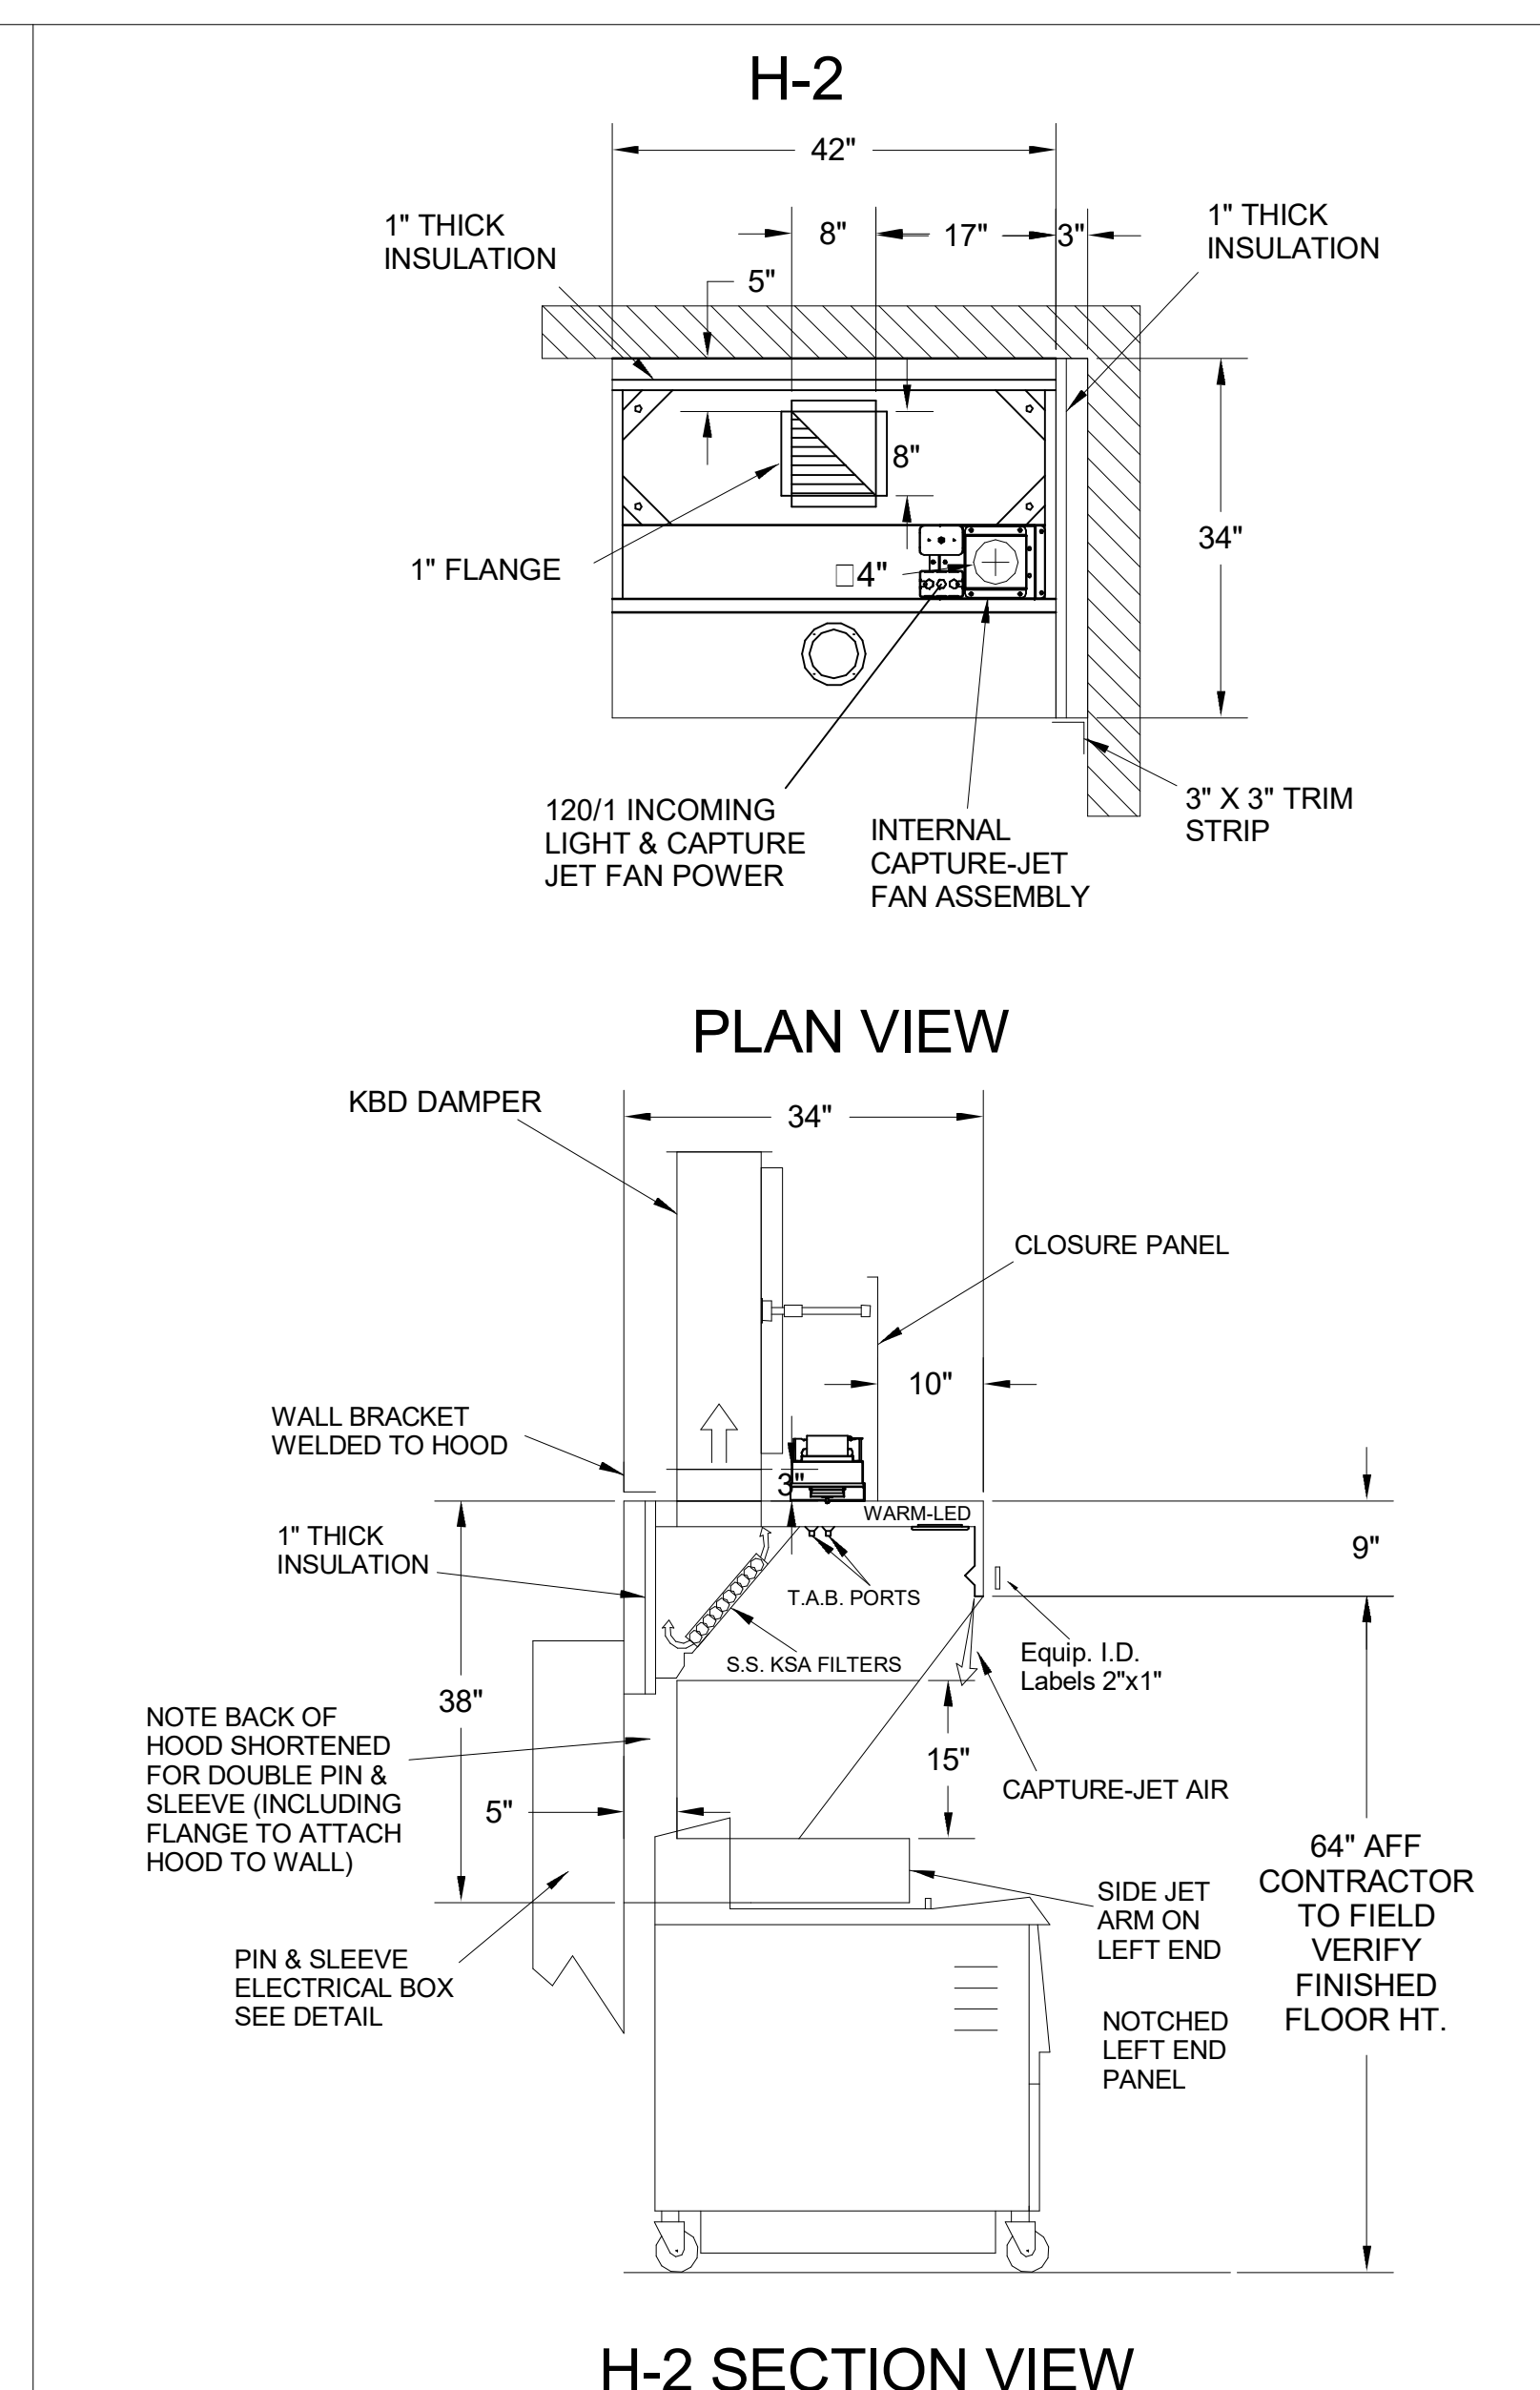 H-2
42"
1" THICK
INSULATION
8"
17"
3"
1" THICK
INSULATION
5"
8"
34"
1" FLANGE
□4"
120/1 INCOMING
LIGHT & CAPTURE
JET FAN POWER
INTERNAL
CAPTURE-JET
FAN ASSEMBLY
3" X 3" TRIM
STRIP
PLAN VIEW
KBD DAMPER
34"
CLOSURE PANEL
10"
WALL BRACKET
WELDED TO HOOD
3"
WARM-LED
1" THICK
INSULATION
9"
T.A.B. PORTS
S.S. KSA FILTERS
Equip. I.D.
Labels 2"x1"
38"
NOTE BACK OF
HOOD SHORTENED
FOR DOUBLE PIN &
SLEEVE (INCLUDING
FLANGE TO ATTACH
HOOD TO WALL)
15"
CAPTURE-JET AIR
5"
64" AFF
CONTRACTOR
TO FIELD
VERIFY
FINISHED
FLOOR HT.
SIDE JET
ARM ON
LEFT END
PIN & SLEEVE
ELECTRICAL BOX
SEE DETAIL
NOTCHED
LEFT END
PANEL
H-2 SECTION VIEW